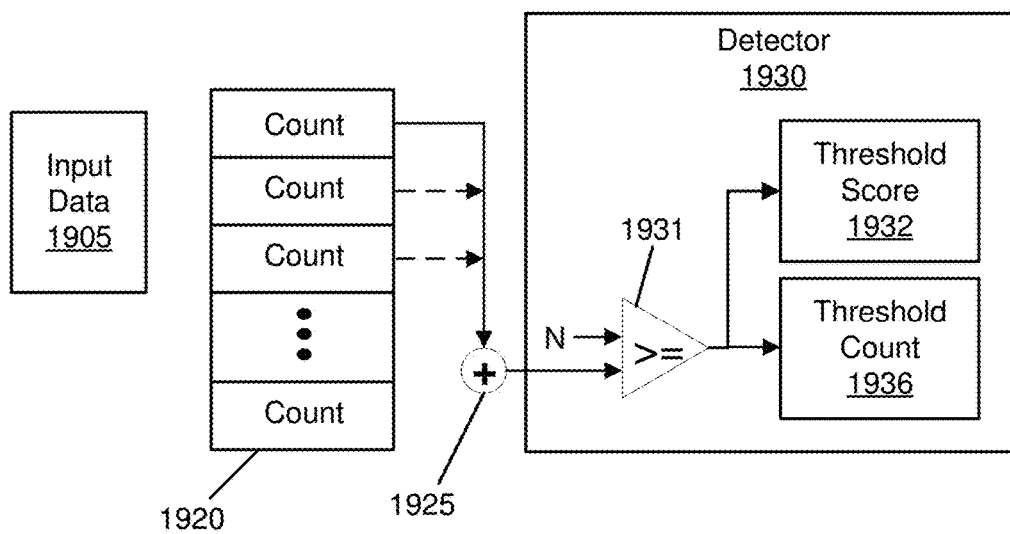 Detector
1930
Input
Data
1905
Count
Count
Count
Count
1920
+
1925
N
>=
1931
Threshold
Score
1932
Threshold
Count
1936